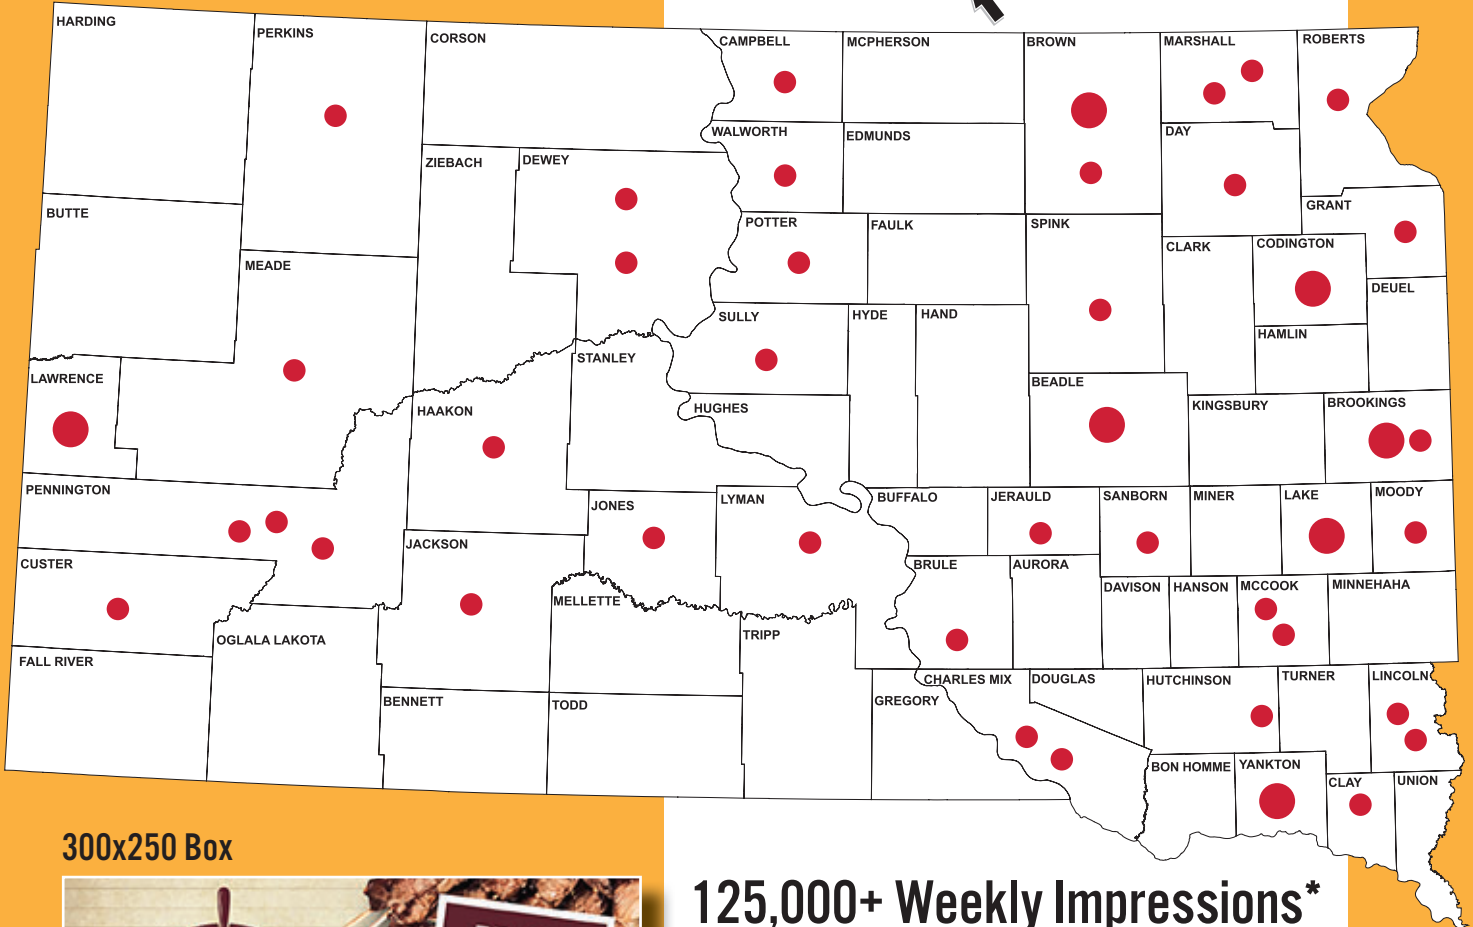 HARDING
PERKINS
CORSON
CAMPBELL
MCPHERSON
BROWN
MARSHALL
ROBERTS
WALWORTH
EDMUNDS
DAY
ZIEBACH
DEWEY
BUTTE
POTTER
FAULK
SPINK
GRANT
CLARK
CODINGTON
MEADE
DEUEL
SULLY
HYDE
HAND
HAMLIN
STANLEY
LAWRENCE
BEADLE
HAAKON
HUGHES
KINGSBURY
BROOKINGS
PENNINGTON
JONES
LYMAN
BUFFALO
JERAULD
SANBORN
MINER
LAKE
MOODY
JACKSON
CUSTER
BRULE
AURORA
DAVISON
HANSON
MCCOOK
MINNEHAHA
MELLETTE
OGLALA LAKOTA
TRIPP
FALL RIVER
CHARLES MIX
DOUGLAS
HUTCHINSON
TURNER
LINCOLN
BENNETT
TODD
GREGORY
BON HOMME
YANKTON
CLAY
UNION
300x250 Box
125,000+ Weekly Impressions*